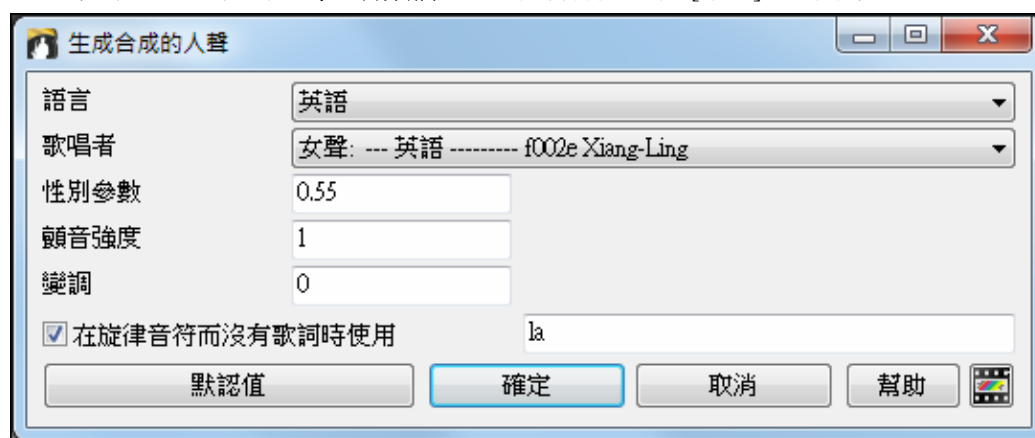 生成合成的人聲
語言 英語
歌唱者 女聲: --- 英語 --------- f002e Xiang-Ling
性別參數 0.55
顫音強度 1
變調 0
在旋律音符而沒有歌詞時使用 la
默認值 確定 取消 幫助